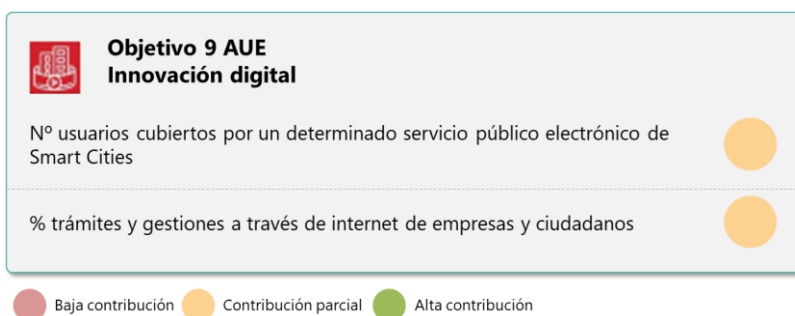 Objetivo 9 AUE
Innovación digital
Nº usuarios cubiertos por un determinado servicio público electrónico de
Smart Cities
% trámites y gestiones a través de internet de empresas y ciudadanos
Baja contribución Contribución parcial Alta contribución